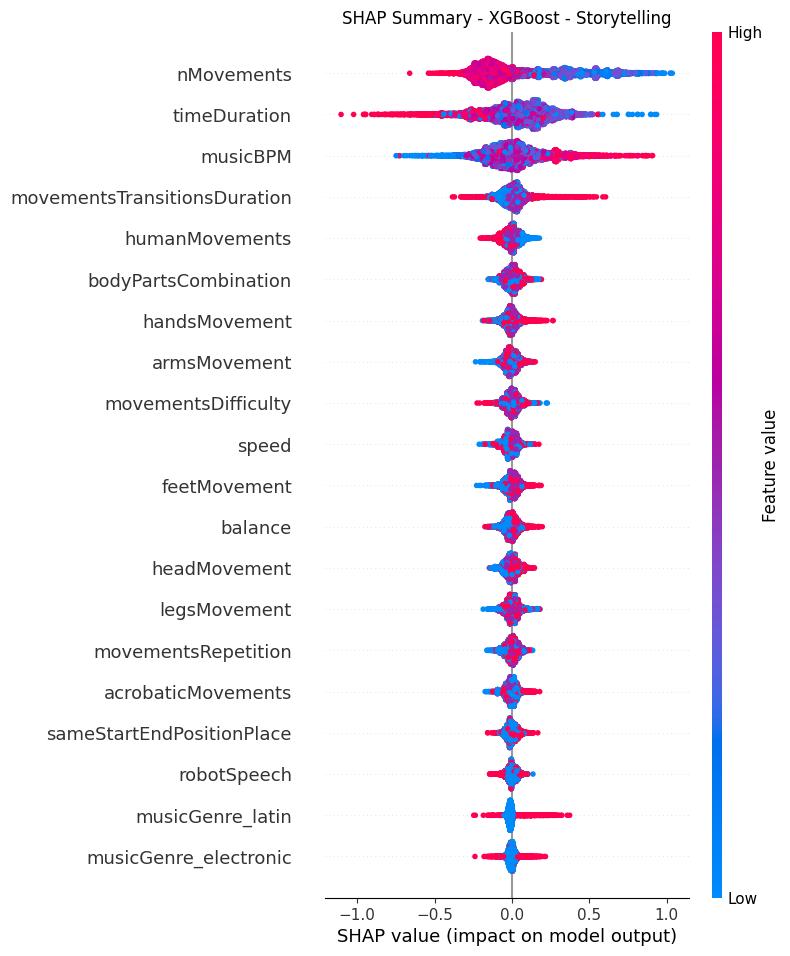 SHAP Summary - XGBoost - Storytelling
High
nMovements
timeDuration
musicBPM
movementsTransitionsDuration
humanMovements
bodyPartsCombination
handsMovement
armsMovement
movementsDifficulty
speed
feetMovement
balance
headMovement
legsMovement
movementsRepetition
acrobaticMovements
sameStartEndPositionPlace
robotSpeech
musicGenre_latin
musicGenre_electronic
Feature value
Low
−1.0 −0.5 0.0 0.5 1.0
SHAP value (impact on model output)